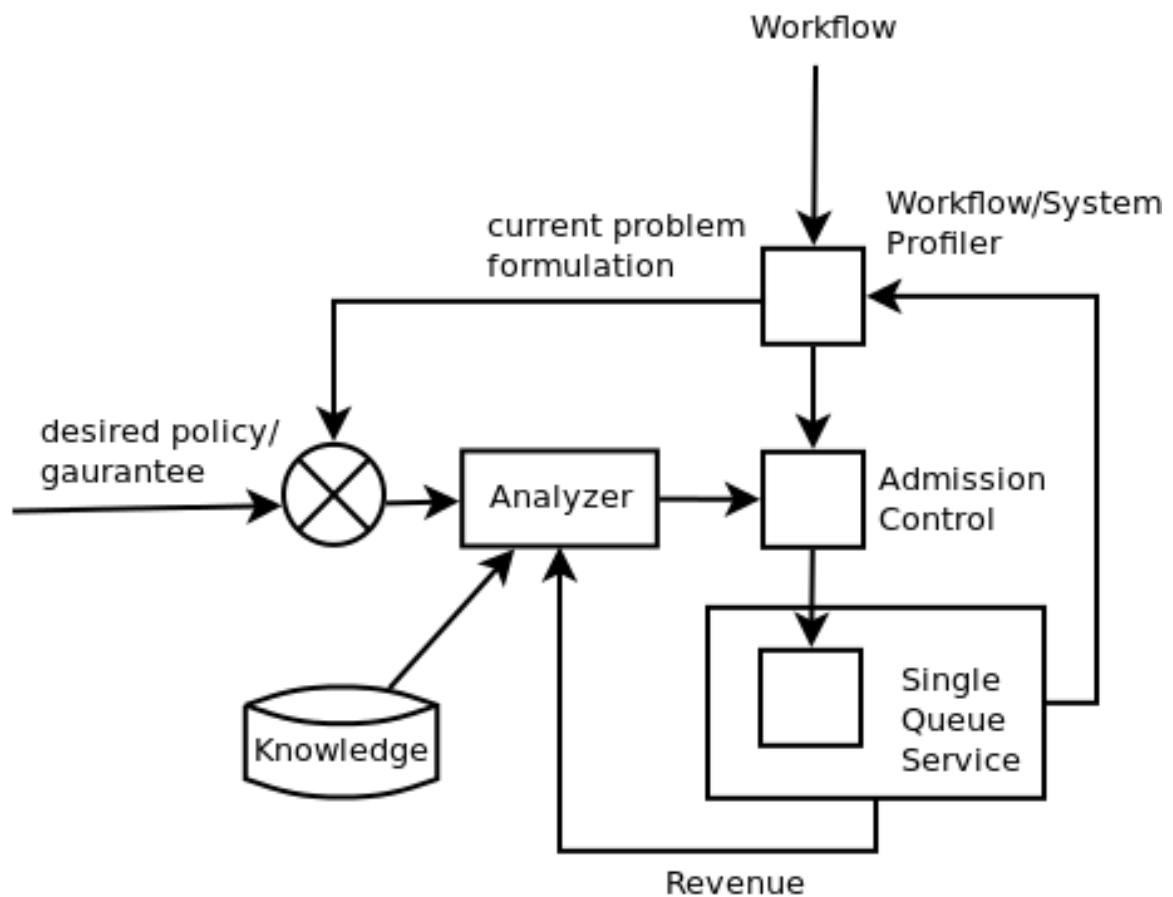 Workflow
Workflow/System
Profiler
current problem
formulation
desired policy/
gaurantee
Analyzer
Admission
Control
Knowledge
Single
Queue
Service
Revenue